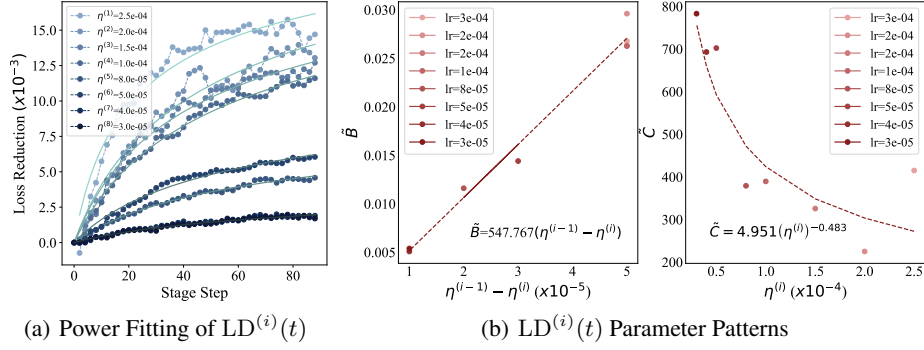 15.0
12.5
10.0
7.5
5.0
2.5
0.0
Loss Reduction (x10⁻³)
η⁽¹⁾=2.5e-04
η⁽²⁾=2.0e-04
η⁽³⁾=1.5e-04
η⁽⁴⁾=1.0e-04
η⁽⁵⁾=8.0e-05
η⁽⁶⁾=5.0e-05
η⁽⁷⁾=4.0e-05
η⁽⁸⁾=3.0e-05
0 20 40 60 80
Stage Step
(a) Power Fitting of LD⁽ⁱ⁾(t)
0.030
0.025
0.020
0.015
0.010
0.005
B̃
lr=3e-04
lr=2e-04
lr=2e-04
lr=1e-04
lr=8e-05
lr=5e-05
lr=4e-05
lr=3e-05
B̃=547.767(η⁽ⁱ⁻¹⁾ − η⁽ⁱ⁾)
1 2 3 4 5
η⁽ⁱ⁻¹⁾ − η⁽ⁱ⁾ (x10⁻⁵)
800
700
600
500
400
300
200
C̃
lr=3e-04
lr=2e-04
lr=2e-04
lr=1e-04
lr=8e-05
lr=5e-05
lr=4e-05
lr=3e-05
C̃ = 4.951(η⁽ⁱ⁾)⁻⁰·⁴⁸³
0.5 1.0 1.5 2.0 2.5
η⁽ⁱ⁾ (x10⁻⁴)
(b) LD⁽ⁱ⁾(t) Parameter Patterns